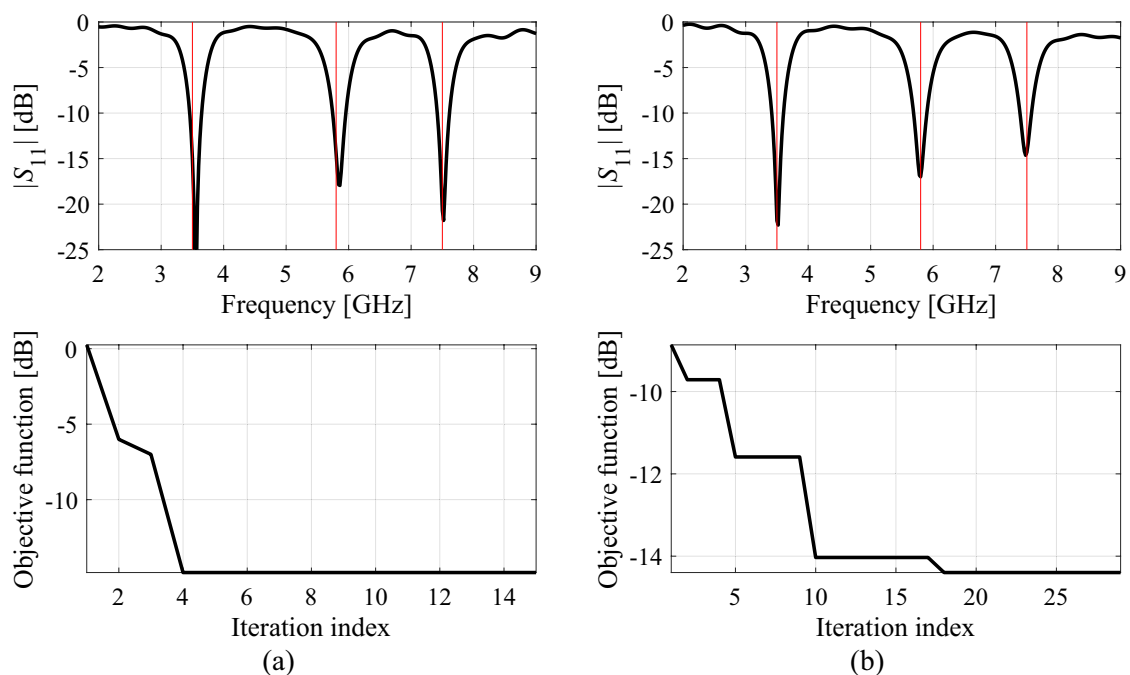 0
-5
-10
-15
-20
-25
|S11| [dB]
2 3 4 5 6 7 8 9
Frequency [GHz]
0
-5
-10
-15
-20
-25
|S11| [dB]
2 3 4 5 6 7 8 9
Frequency [GHz]
0
-5
-10
Objective function [dB]
2 4 6 8 10 12 14
Iteration index
(a)
-10
-12
-14
Objective function [dB]
5 10 15 20 25
Iteration index
(b)